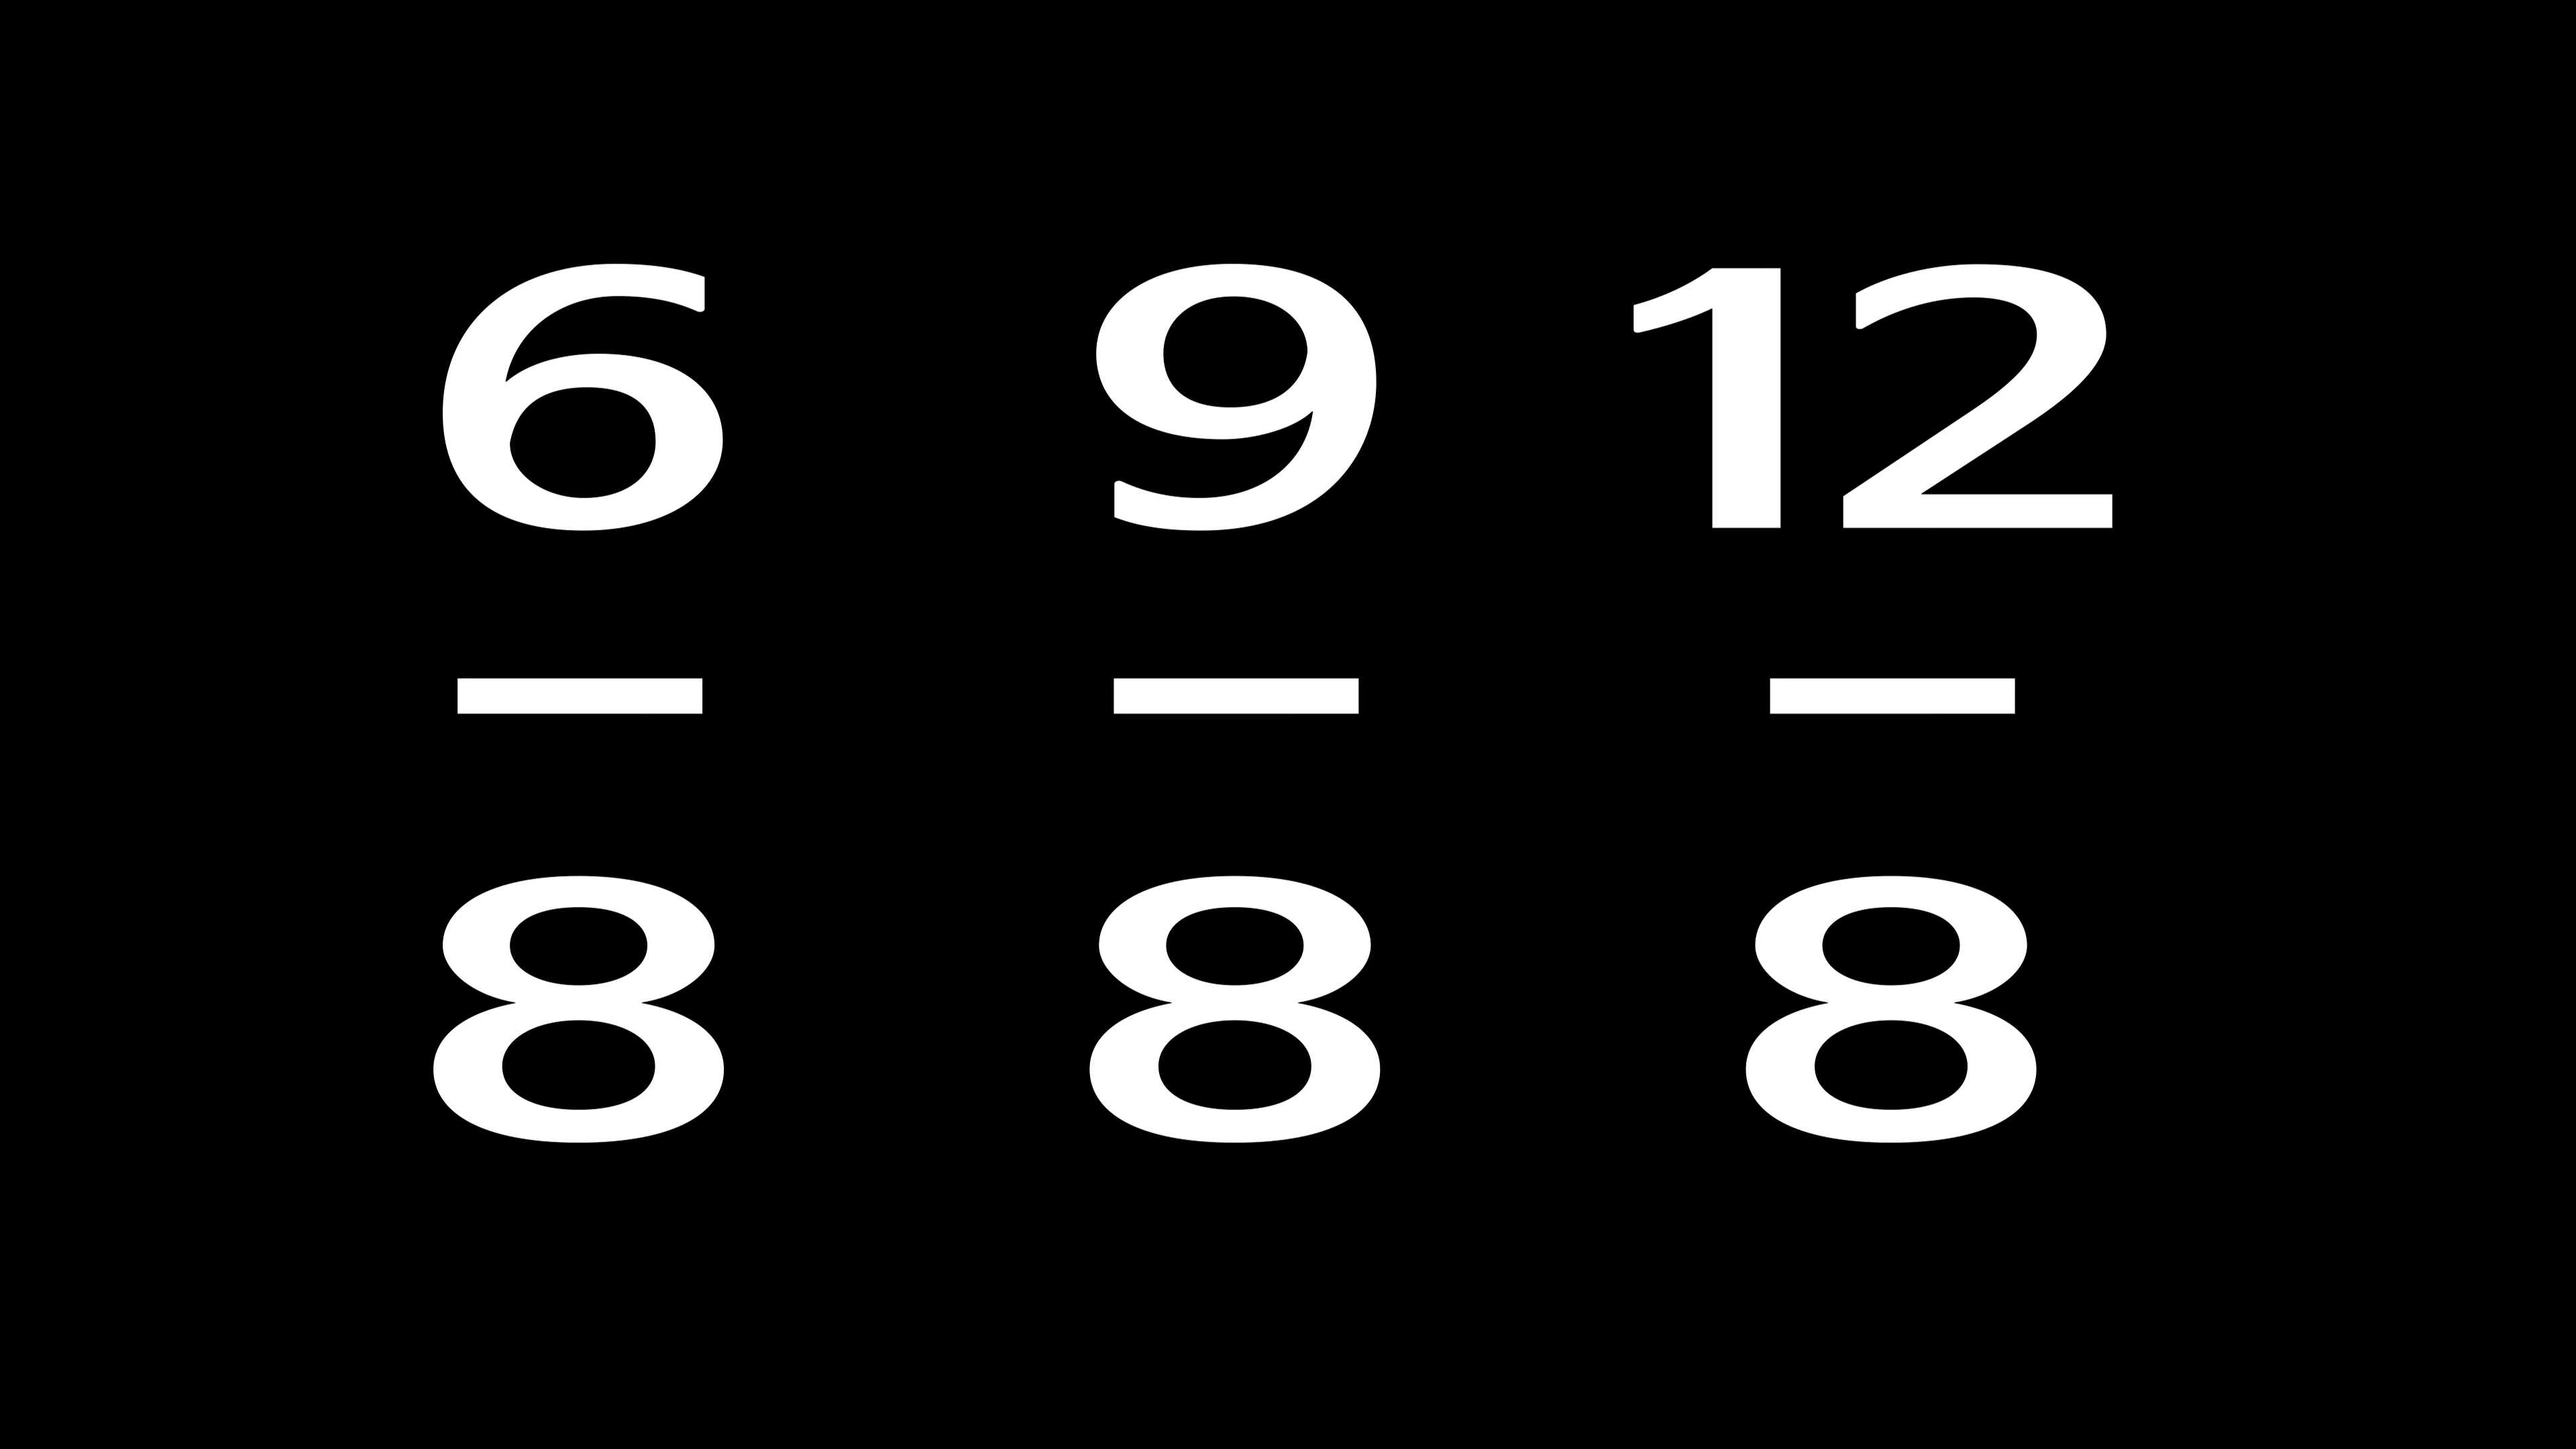 6 9 12
— — —
8 8 8